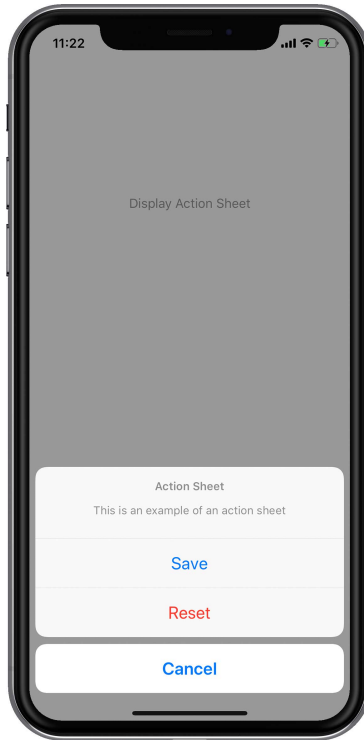 11:22
Display Action Sheet
Action Sheet
This is an example of an action sheet
Save
Reset
Cancel